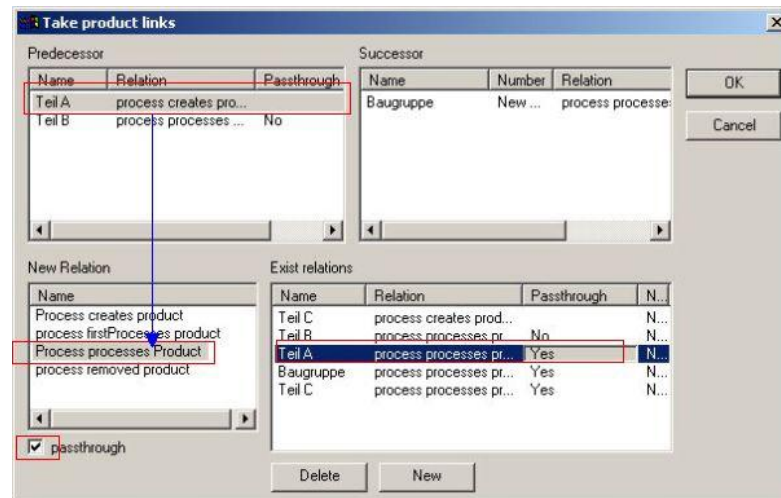 Take product links
Predecessor
Name Relation Passthrough
Teil A process creates pro...
Teil B process processes ... No
Successor
Name Number Relation
Baugruppe New ... process processe
OK
Cancel
New Relation
Name
Process creates product
process firstProcesses product
Process processes Product
process removed product
passthrough
Exist relations
Name Relation Passthrough N...
Teil C process creates prod... N...
Teil B process processes pr... No N...
Teil A process processes pr... Yes N...
Baugruppe process processes pr... Yes N...
Teil C process processes pr... Yes N...
Delete New